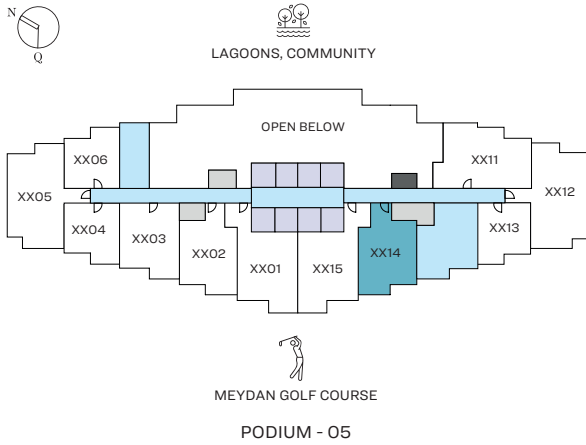 N
Q
LAGOONS, COMMUNITY
OPEN BELOW
XX06
XX11
XX05
XX12
XX04
XX03
XX02
XX01
XX15
XX14
XX13
MEYDAN GOLF COURSE
PODIUM - 05